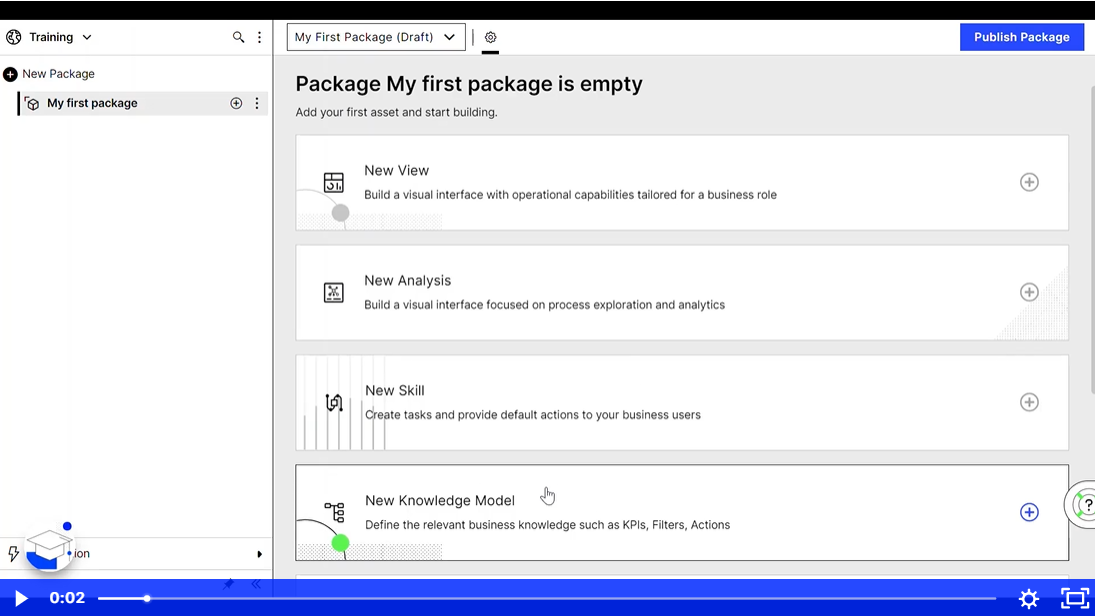 Training
My First Package (Draft)
Publish Package
New Package
My first package
Package My first package is empty
Add your first asset and start building.
New View
Build a visual interface with operational capabilities tailored for a business role
New Analysis
Build a visual interface focused on process exploration and analytics
New Skill
Create tasks and provide default actions to your business users
New Knowledge Model
Define the relevant business knowledge such as KPIs, Filters, Actions
?
ion
0:02